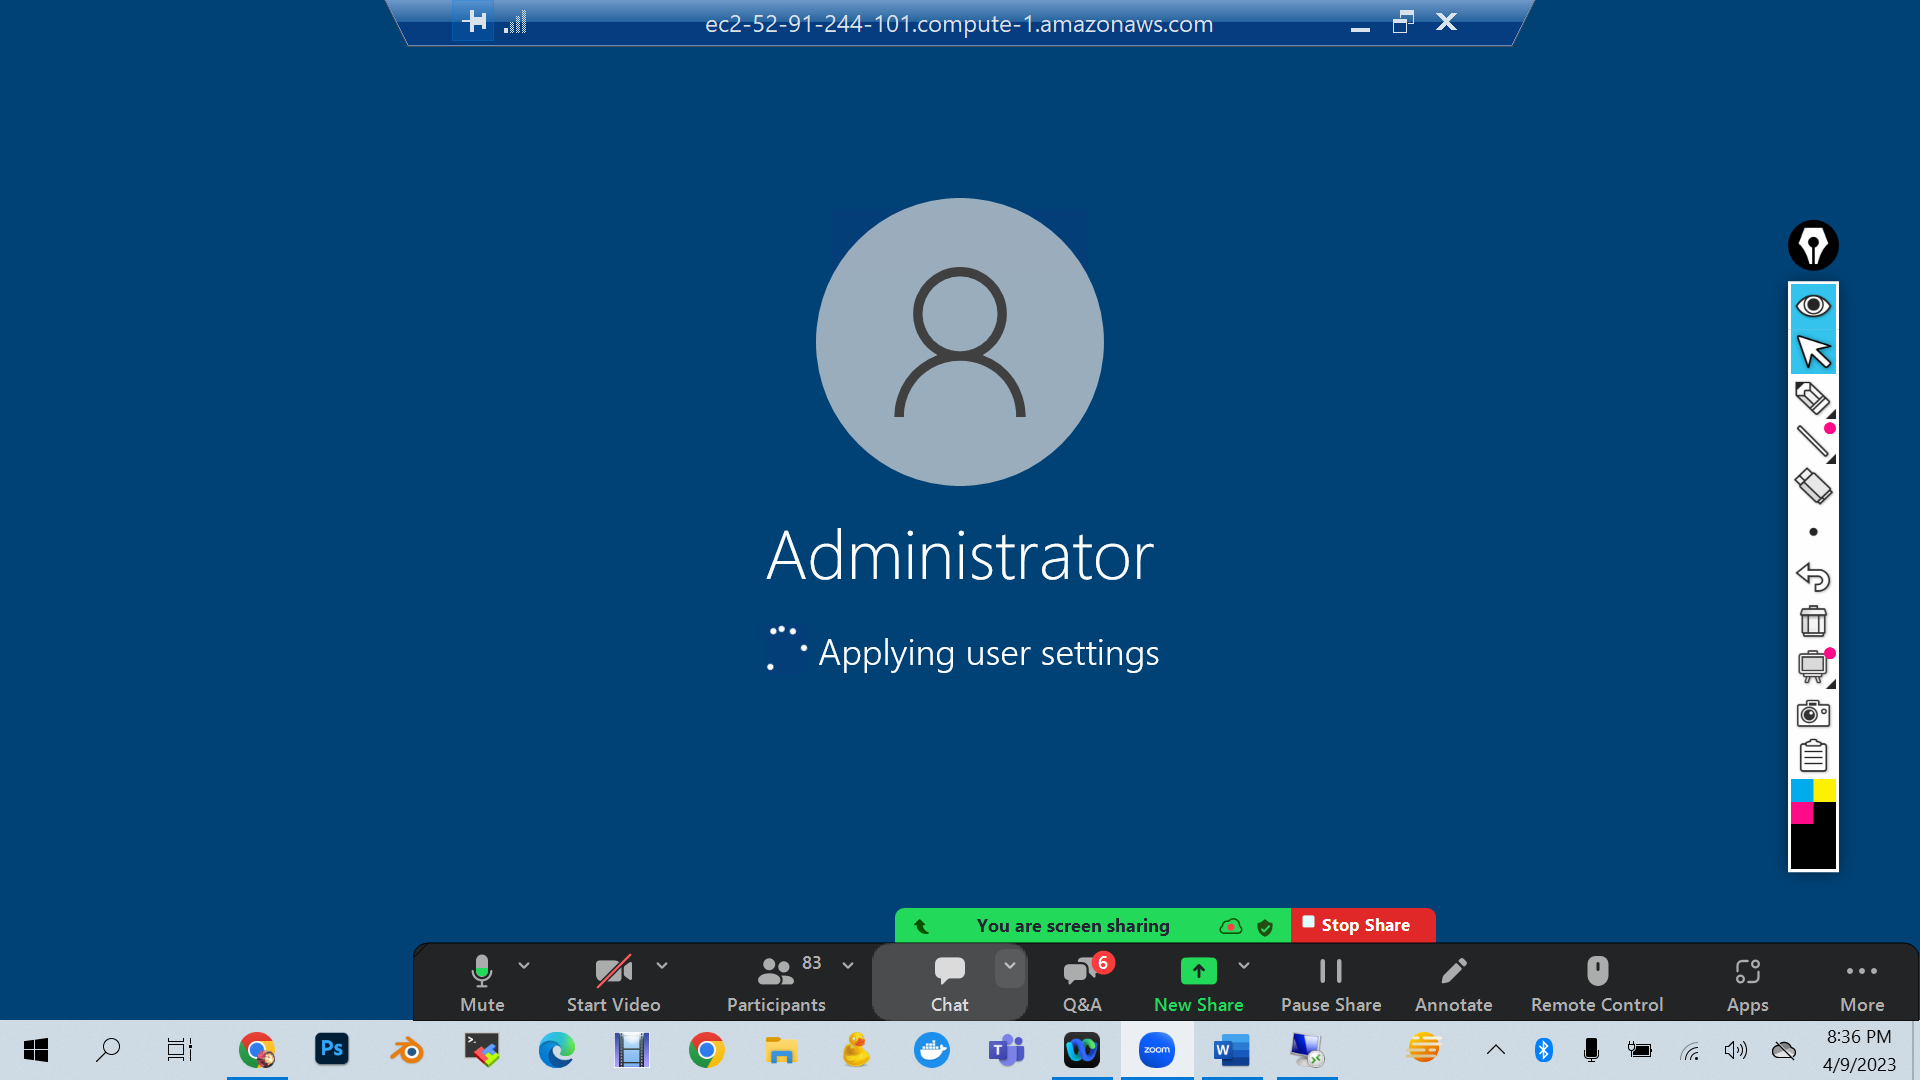 ec2-52-91-244-101.compute-1.amazonaws.com
Administrator
Applying user settings
You are screen sharing
Stop Share
83
6
Mute
Start Video
Participants
Chat
Q&A
New Share
Pause Share
Annotate
Remote Control
Apps
More
Ps
>_
T
zoom
W
8:36 PM
4/9/2023